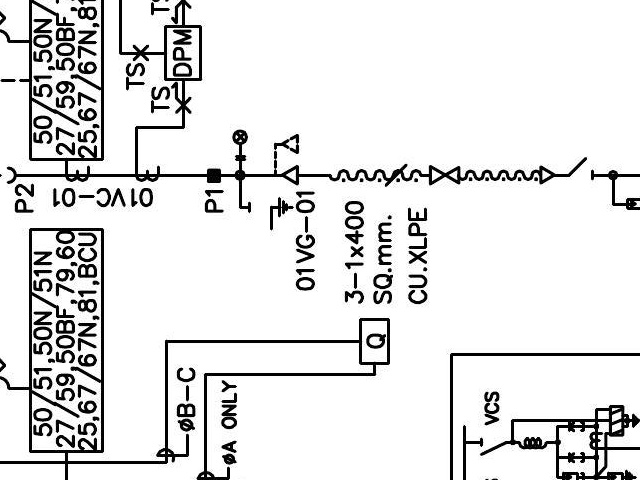 50/51,50N/
27/59,50BF,
25,67/67N,81
TS
TS
TS
DPM
P2
01VC-01
P1
01VG-01
3-1x400
SQ.mm.
CU.XLPE
50/51,50N/51N
27/59,50BF,79,60
25,67/67N,81,BCU
Q
øB-C
øA ONLY
VCS